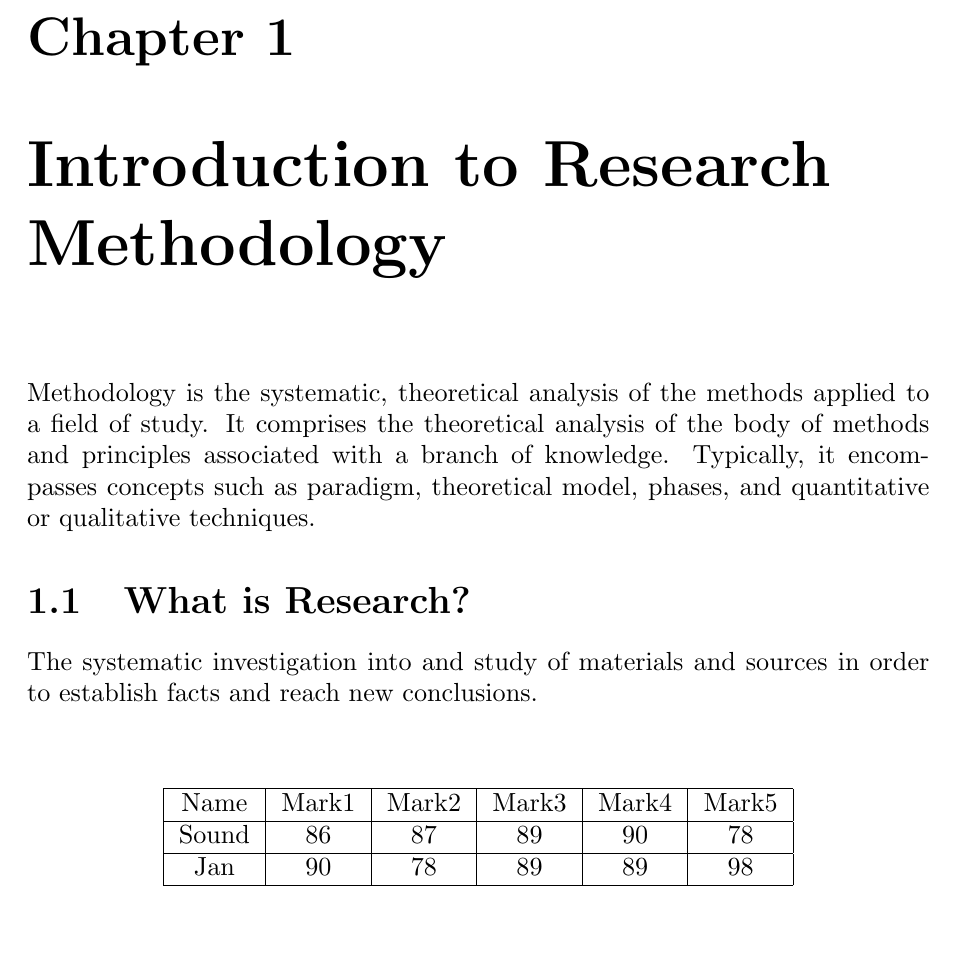 Chapter 1
Introduction to Research
Methodology
Methodology is the systematic, theoretical analysis of the methods applied to
a field of study. It comprises the theoretical analysis of the body of methods
and principles associated with a branch of knowledge. Typically, it encom-
passes concepts such as paradigm, theoretical model, phases, and quantitative
or qualitative techniques.
1.1 What is Research?
The systematic investigation into and study of materials and sources in order
to establish facts and reach new conclusions.
Name Mark1 Mark2 Mark3 Mark4 Mark5
Sound 86 87 89 90 78
Jan 90 78 89 89 98